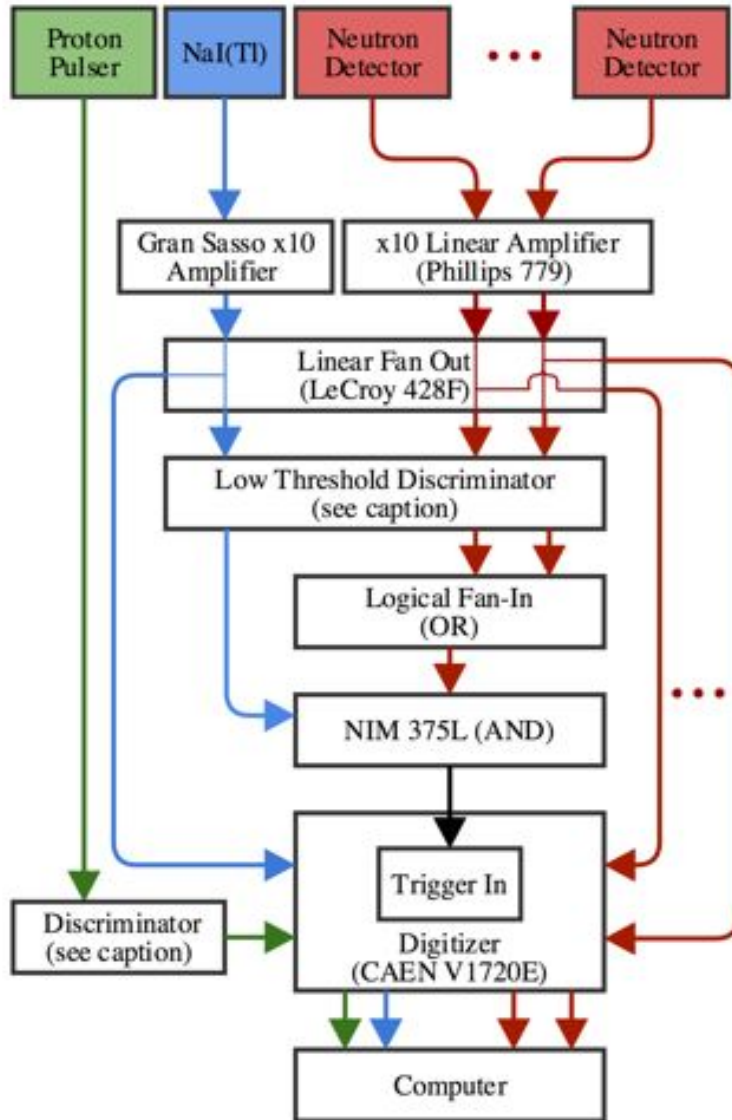 Proton
Pulser
NaI(Tl)
Neutron
Detector
Neutron
Detector
Gran Sasso x10
Amplifier
x10 Linear Amplifier
(Phillips 779)
Linear Fan Out
(LeCroy 428F)
Low Threshold Discriminator
(see caption)
Logical Fan-In
(OR)
NIM 375L (AND)
Trigger In
Discriminator
(see caption)
Digitizer
(CAEN V1720E)
Computer